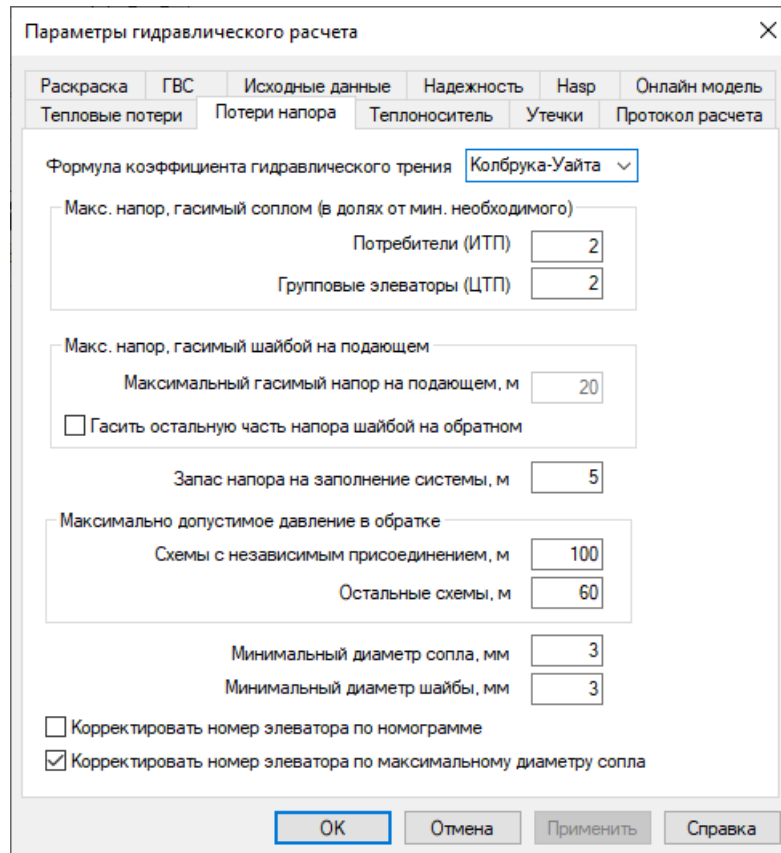 Параметры гидравлического расчета
Раскраска ГВС Исходные данные Надежность Hasp Онлайн модель
Тепловые потери Потери напора Теплоноситель Утечки Протокол расчета
Формула коэффициента гидравлического трения Колбрука-Уайта
Макс. напор, гасимый соплом (в долях от мин. необходимого)
Потребители (ИТП) 2
Групповые элеваторы (ЦТП) 2
Макс. напор, гасимый шайбой на подающем
Максимальный гасимый напор на подающем, м 20
Гасить остальную часть напора шайбой на обратном
Запас напора на заполнение системы, м 5
Максимально допустимое давление в обратке
Схемы с независимым присоединением, м 100
Остальные схемы, м 60
Минимальный диаметр сопла, мм 3
Минимальный диаметр шайбы, мм 3
Корректировать номер элеватора по номограмме
Корректировать номер элеватора по максимальному диаметру сопла
OK Отмена Применить Справка